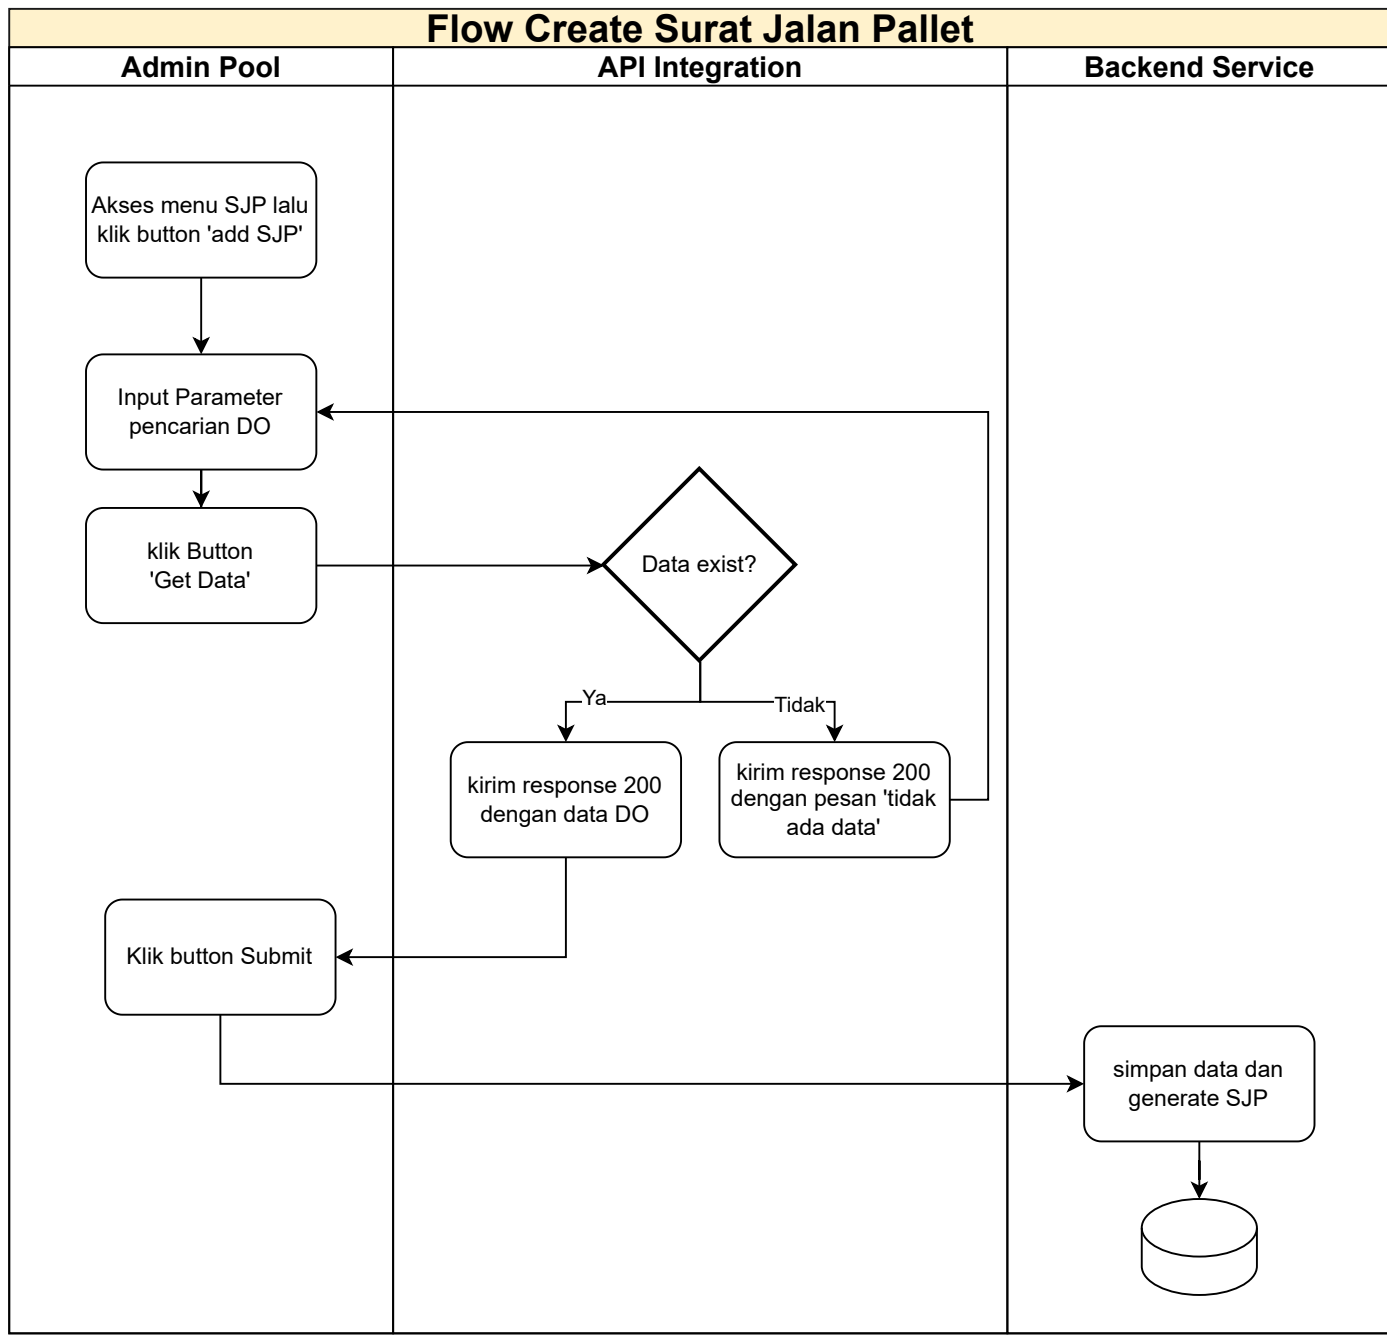 Flow Create Surat Jalan Pallet
Admin Pool
API Integration
Backend Service
Akses menu SJP lalu
klik button 'add SJP'
Input Parameter
pencarian DO
klik Button
'Get Data'
Data exist?
Ya
Tidak
kirim response 200
dengan data DO
kirim response 200
dengan pesan 'tidak
ada data'
Klik button Submit
simpan data dan
generate SJP